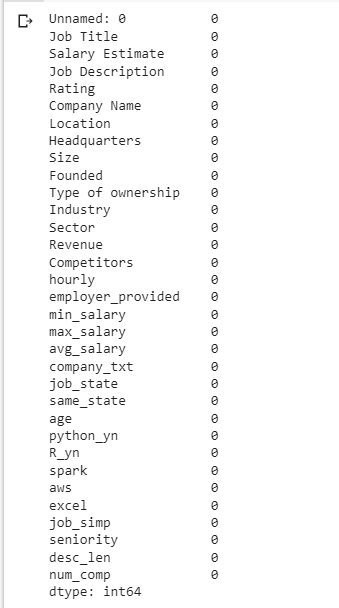 Unnamed: 0 0
Job Title 0
Salary Estimate 0
Job Description 0
Rating 0
Company Name 0
Location 0
Headquarters 0
Size 0
Founded 0
Type of ownership 0
Industry 0
Sector 0
Revenue 0
Competitors 0
hourly 0
employer_provided 0
min_salary 0
max_salary 0
avg_salary 0
company_txt 0
job_state 0
same_state 0
age 0
python_yn 0
R_yn 0
spark 0
aws 0
excel 0
job_simp 0
seniority 0
desc_len 0
num_comp 0
dtype: int64